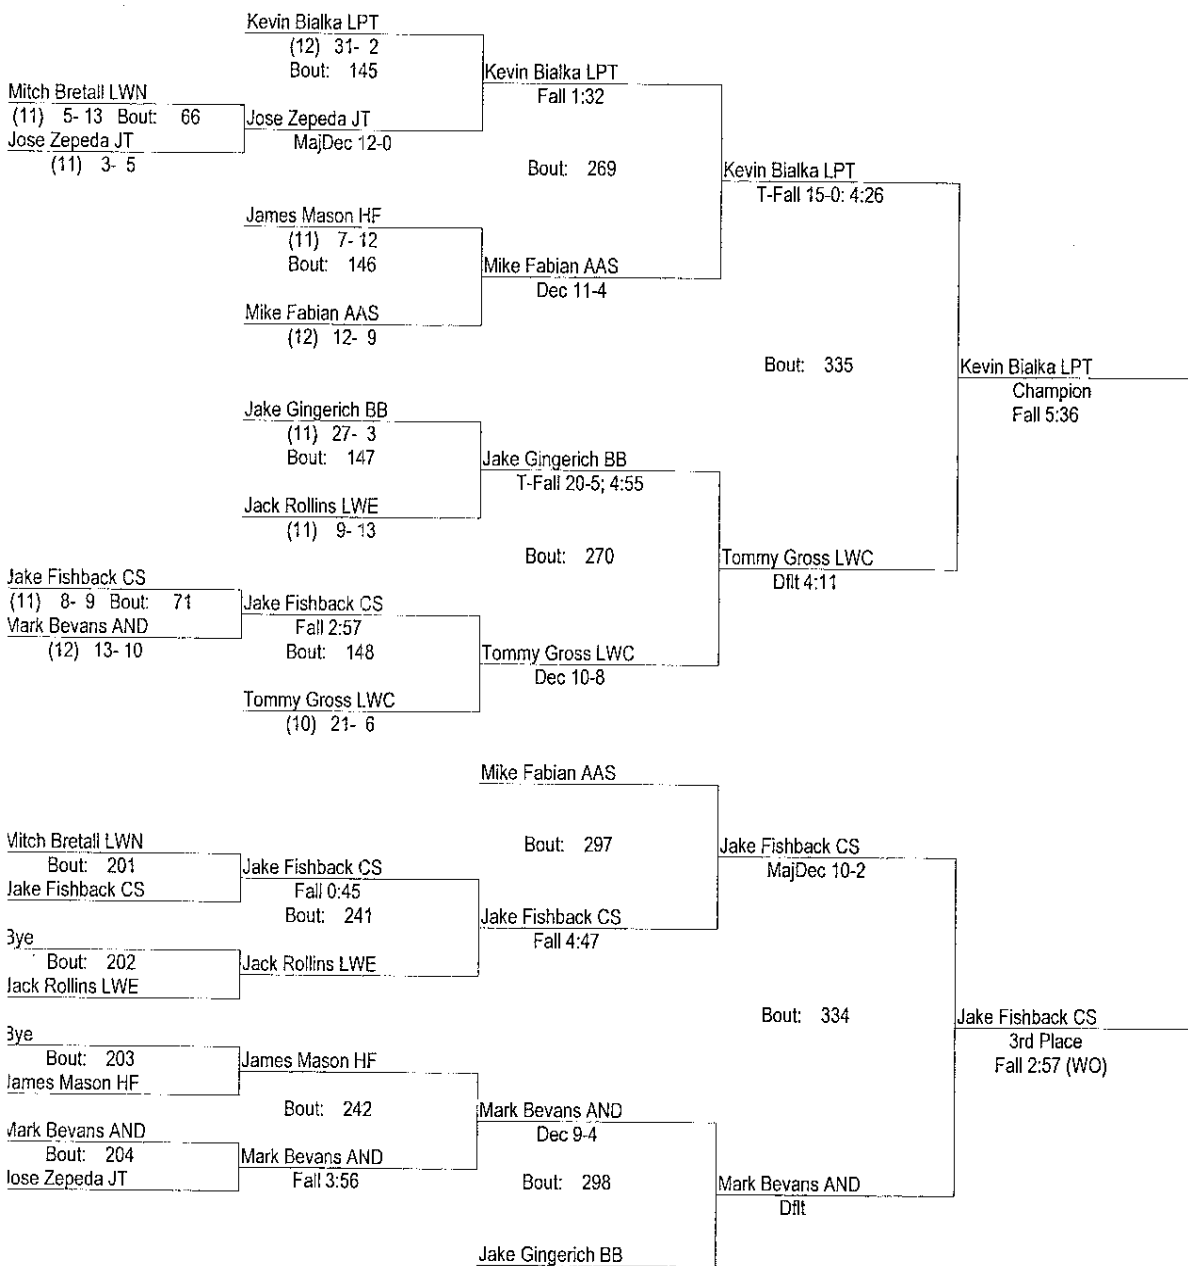 Kevin Bialka LPT
(12) 31- 2
Bout: 145
Kevin Bialka LPT
Fall 1:32
Mitch Bretall LWN
(11) 5- 13 Bout: 66
Jose Zepeda JT
(11) 3- 5
Jose Zepeda JT
MajDec 12-0
Bout: 269
Kevin Bialka LPT
T-Fall 15-0: 4:26
James Mason HF
(11) 7- 12
Bout: 146
Mike Fabian AAS
Dec 11-4
Mike Fabian AAS
(12) 12- 9
Bout: 335
Kevin Bialka LPT
Champion
Fall 5:36
Jake Gingerich BB
(11) 27- 3
Bout: 147
Jake Gingerich BB
T-Fall 20-5; 4:55
Jack Rollins LWE
(11) 9- 13
Bout: 270
Tommy Gross LWC
Dflt 4:11
Jake Fishback CS
(11) 8- 9 Bout: 71
Mark Bevans AND
(12) 13- 10
Jake Fishback CS
Fall 2:57
Bout: 148
Tommy Gross LWC
Dec 10-8
Tommy Gross LWC
(10) 21- 6
Mike Fabian AAS
Bout: 297
Jake Fishback CS
MajDec 10-2
Mitch Bretall LWN
Bout: 201
Jake Fishback CS
Jake Fishback CS
Fall 0:45
Bout: 241
Jake Fishback CS
Fall 4:47
Bye
Bout: 202
Jack Rollins LWE
Jack Rollins LWE
Bout: 334
Jake Fishback CS
3rd Place
Fall 2:57 (WO)
Bye
Bout: 203
James Mason HF
James Mason HF
Bout: 242
Mark Bevans AND
Dec 9-4
Mark Bevans AND
Bout: 204
Jose Zepeda JT
Mark Bevans AND
Fall 3:56
Bout: 298
Mark Bevans AND
Dflt
Jake Gingerich BB